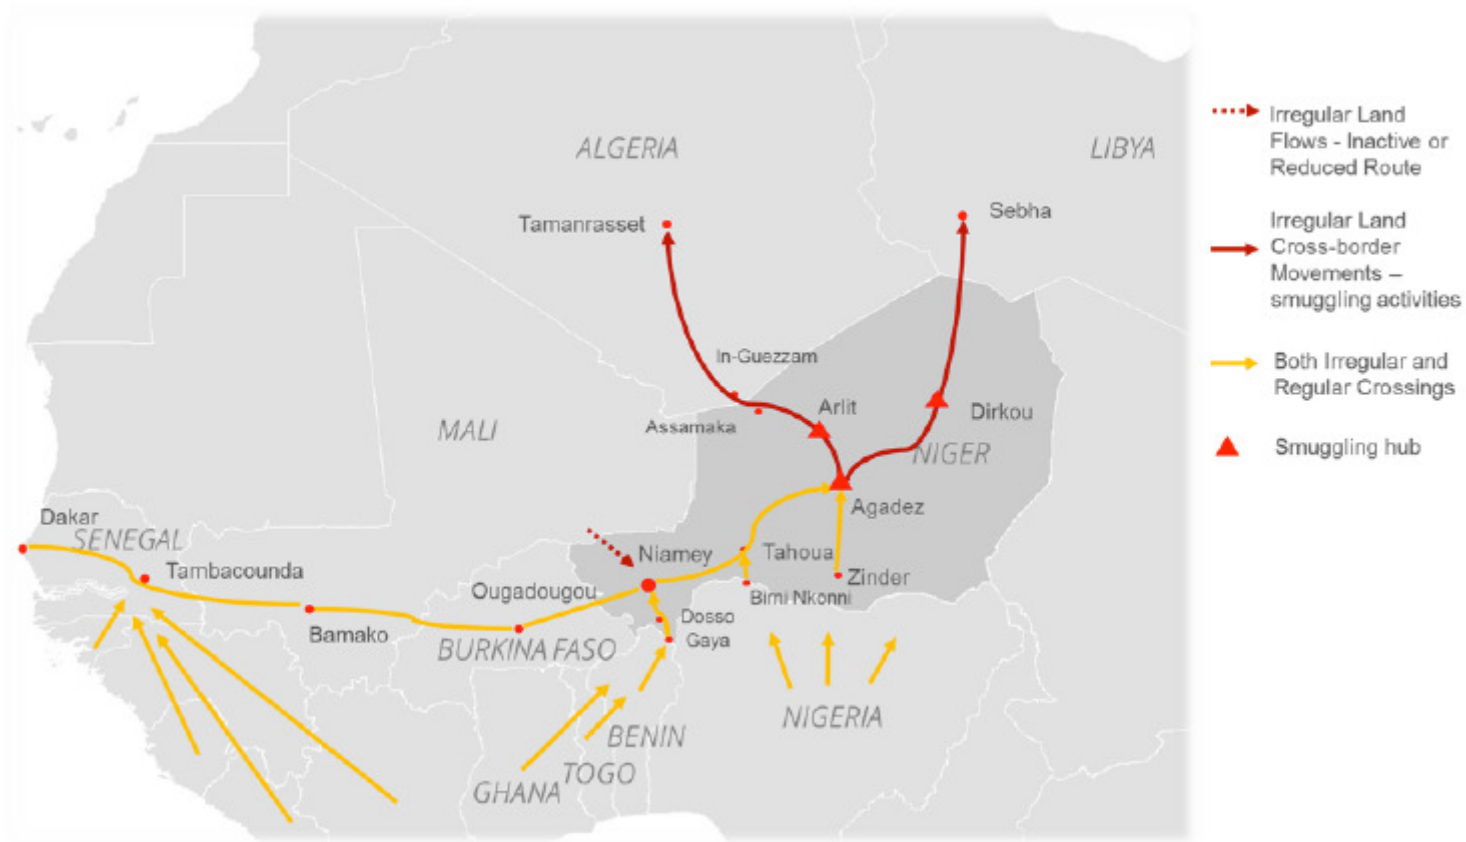 ALGERIA
LIBYA
Tamanrasset
Sebha
In-Guezzam
Arlit
Assamaka
Dirkou
MALI
NIGER
Agadez
Dakar
SENEGAL
Niamey
Tahoua
Tambacounda
Ougadougou
Zinder
Birni Nkonni
Bamako
Dosso
BURKINA FASO
Gaya
NIGERIA
BENIN
TOGO
GHANA
Irregular Land
Flows - Inactive or
Reduced Route
Irregular Land
Cross-border
Movements –
smuggling activities
Both Irregular and
Regular Crossings
Smuggling hub